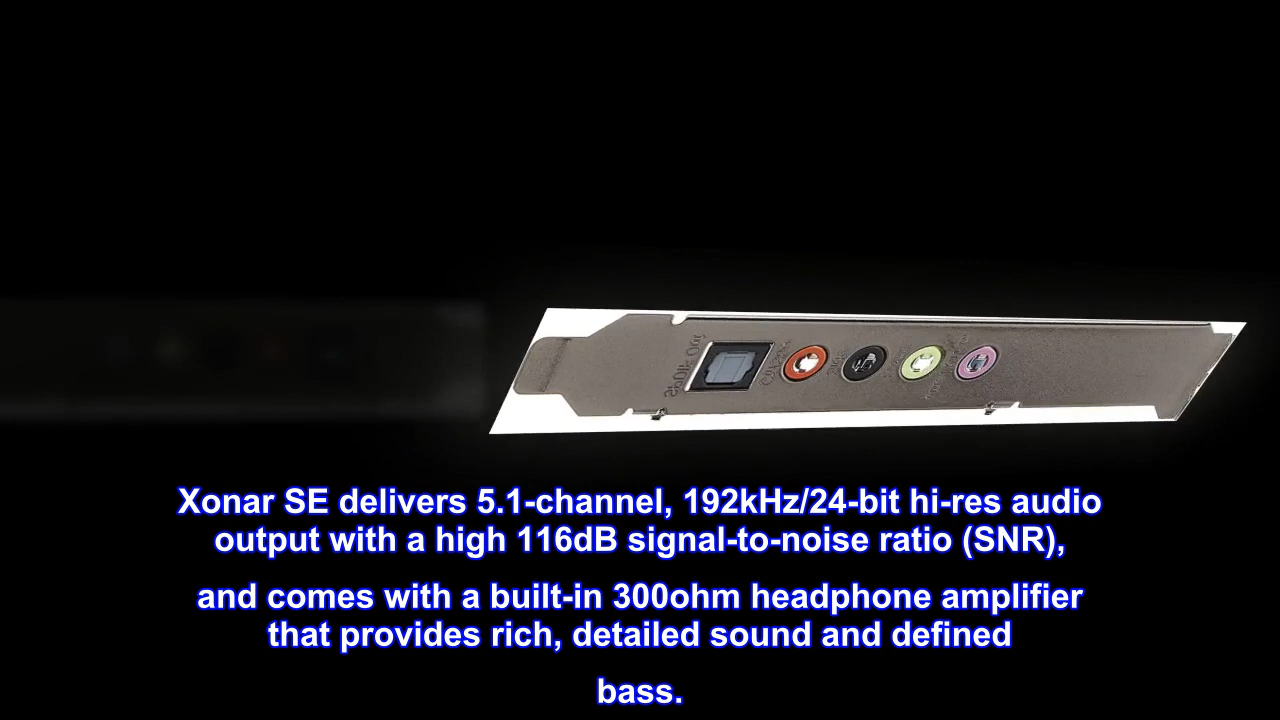 Xonar SE delivers 5.1-channel, 192kHz/24-bit hi-res audio
output with a high 116dB signal-to-noise ratio (SNR),
and comes with a built-in 300ohm headphone amplifier
that provides rich, detailed sound and defined
bass.